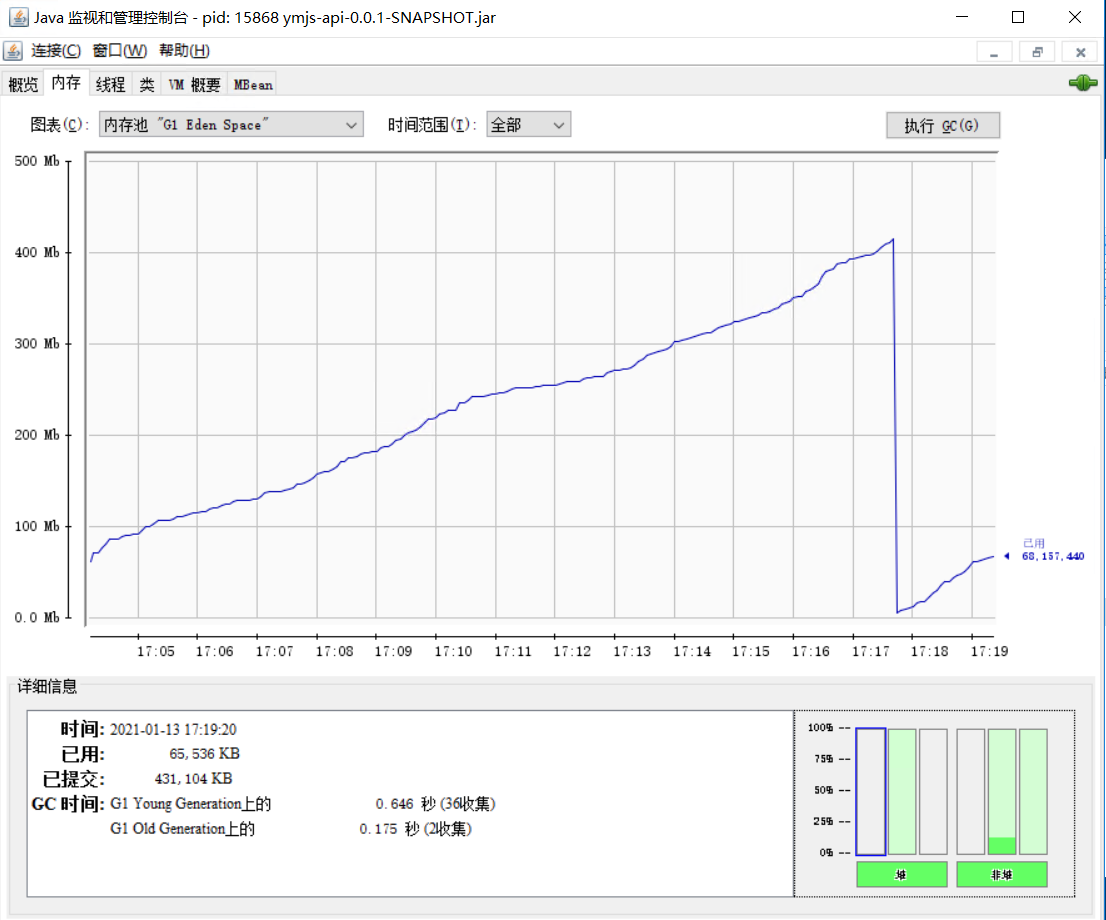 Java 监视和管理控制台 - pid: 15868 ymjs-api-0.0.1-SNAPSHOT.jar
连接(C) 窗口(W) 帮助(H)
概览 内存 线程 类 VM 概要 MBean
图表(C): 内存池 "G1 Eden Space" 时间范围(I): 全部 执行 GC(G)
500 Mb
400 Mb
300 Mb
200 Mb
100 Mb
0.0 Mb
已用
68,157,440
17:05 17:06 17:07 17:08 17:09 17:10 17:11 17:12 17:13 17:14 17:15 17:16 17:17 17:18 17:19
详细信息
时间: 2021-01-13 17:19:20
已用: 65,536 KB
已提交: 431,104 KB
GC 时间: G1 Young Generation上的 0.646 秒 (36收集)
G1 Old Generation上的 0.175 秒 (2收集)
100% --
75% --
50% --
25% --
0% --
堆 非堆